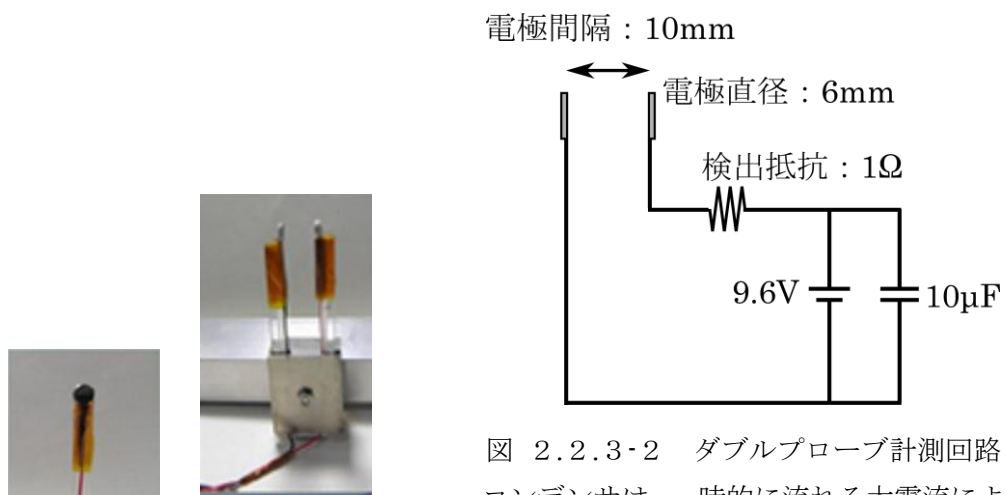 電極間隔：10mm
電極直径：6mm
検出抵抗：1Ω
9.6V
10μF
図 2.2.3-2 ダブルプローブ計測回路